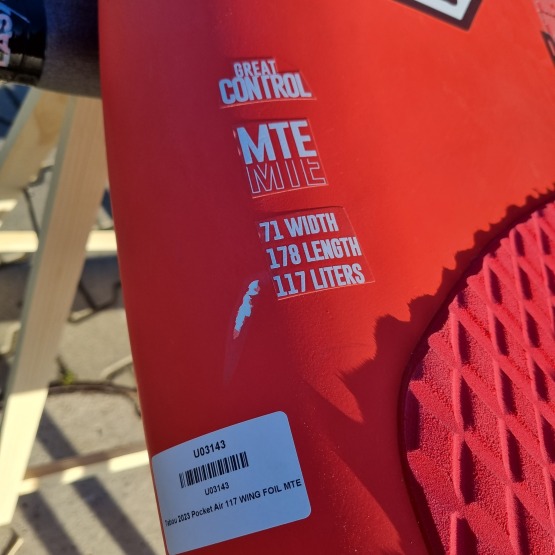 GREAT
CONTROL
MTE
MTE
71 WIDTH
178 LENGTH
117 LITERS
U03143
U03143
2023 Pocket Air 117 WING FOIL MTE